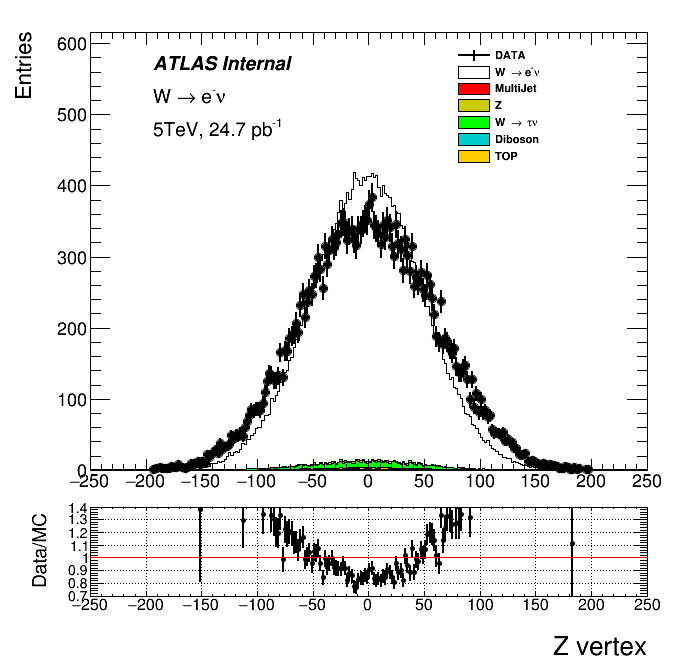 Entries
600
500
400
300
200
100
0
ATLAS Internal
W → e⁻ν
5TeV, 24.7 pb⁻¹
DATA
W → e⁻ν
MultiJet
Z
W → τν
Diboson
TOP
−250 −200 −150 −100 −50 0 50 100 150 200 250
Data/MC
1.4
1.3
1.2
1.1
1
0.9
0.8
0.7
−250 −200 −150 −100 −50 0 50 100 150 200 250
Z vertex